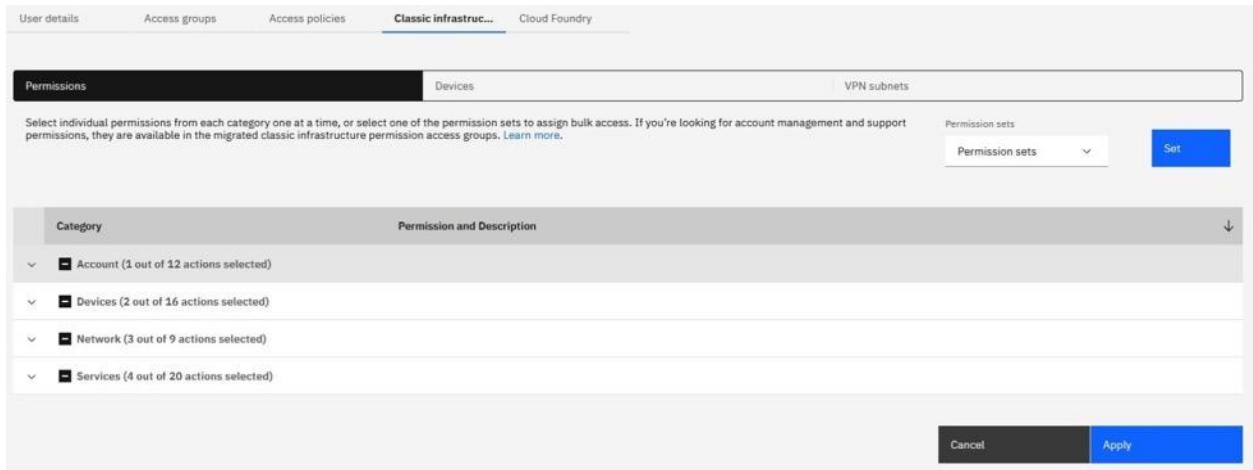 User details Access groups Access policies Classic infrastruc... Cloud Foundry
Permissions Devices VPN subnets
Select individual permissions from each category one at a time, or select one of the permission sets to assign bulk access. If you're looking for account management and support
permissions, they are available in the migrated classic infrastructure permission access groups. Learn more.
Permission sets
Permission sets
Set
Category Permission and Description
Account (1 out of 12 actions selected)
Devices (2 out of 16 actions selected)
Network (3 out of 9 actions selected)
Services (4 out of 20 actions selected)
Cancel Apply